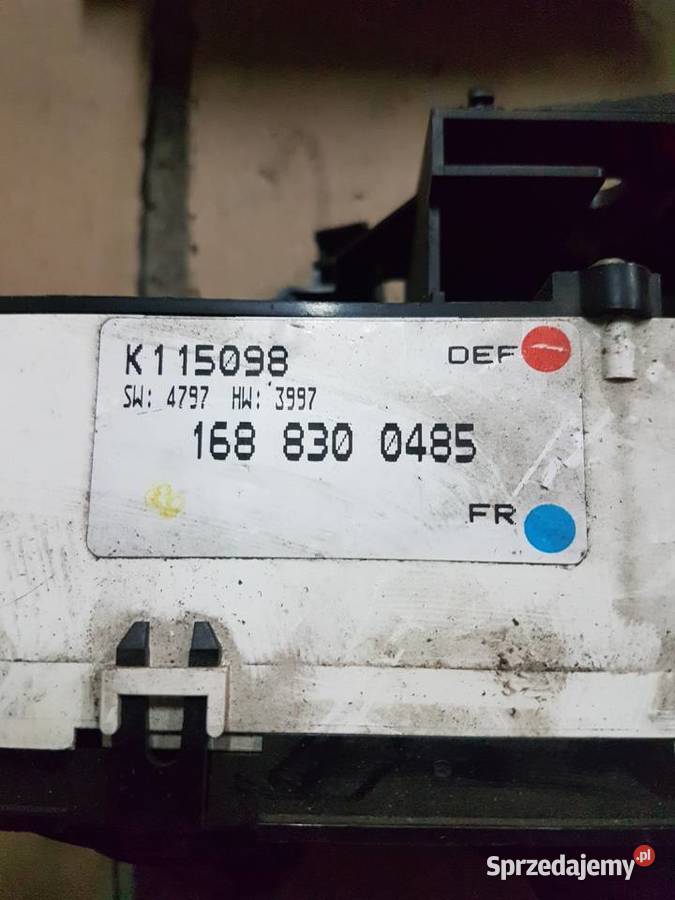 K115098
DEF
SW: 4797 HW: 3997
168 830 0485
FR
Sprzedajemy.pl